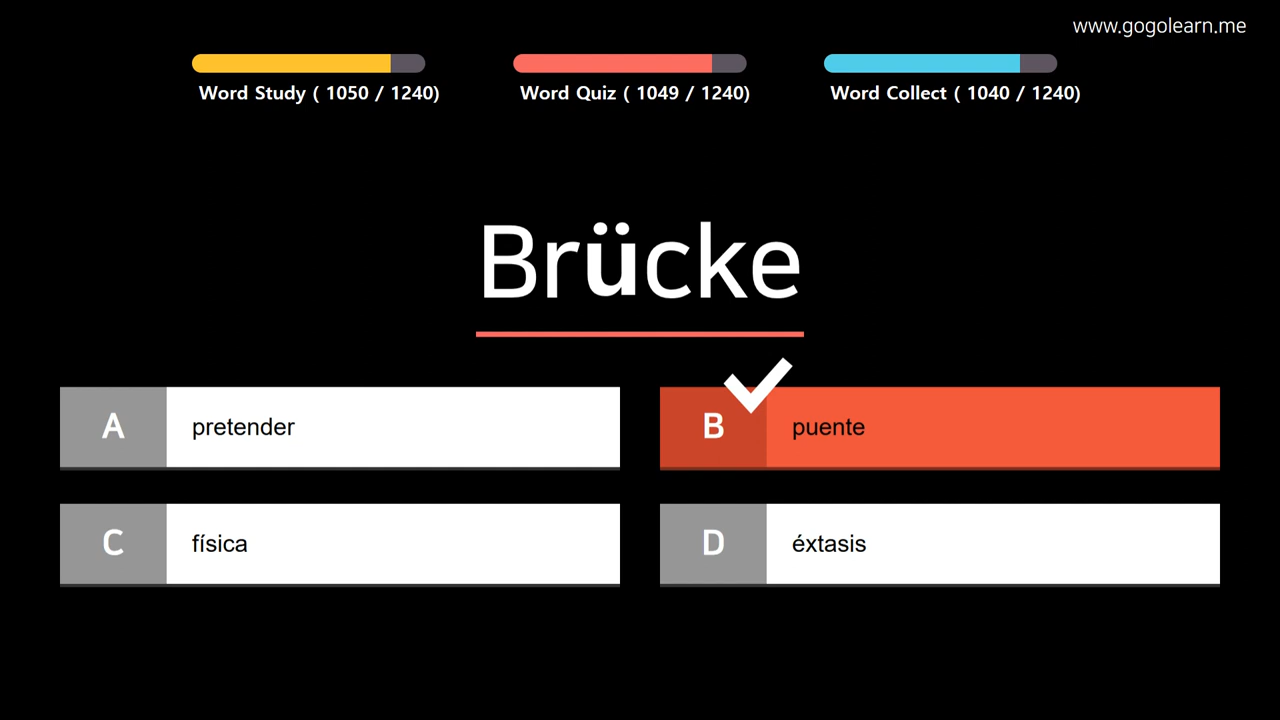 www.gogolearn.me
Word Study ( 1050 / 1240)
Word Quiz ( 1049 / 1240)
Word Collect ( 1040 / 1240)
Brücke
A pretender
B puente
C física
D éxtasis